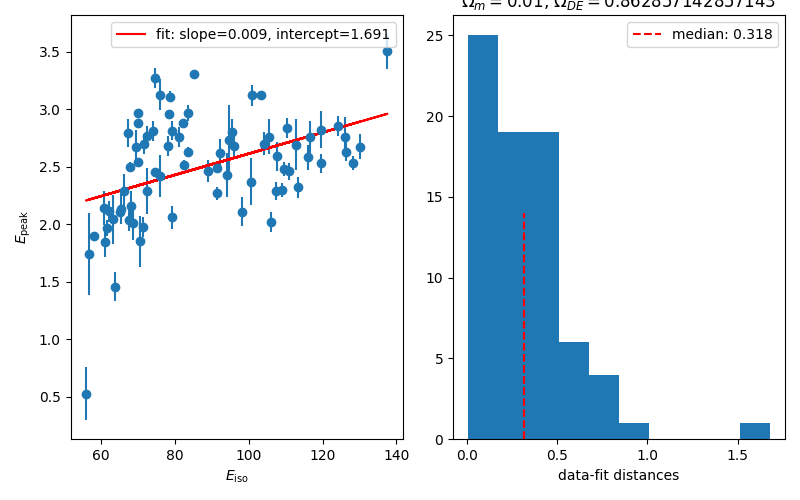 Ω_m = 0.01, Ω_DE = 0.862857142857143
fit: slope=0.009, intercept=1.691
median: 0.318
3.5
3.0
2.5
2.0
1.5
1.0
0.5
E_peak
60 80 100 120 140
E_iso
25
20
15
10
5
0
0.0 0.5 1.0 1.5
data-fit distances